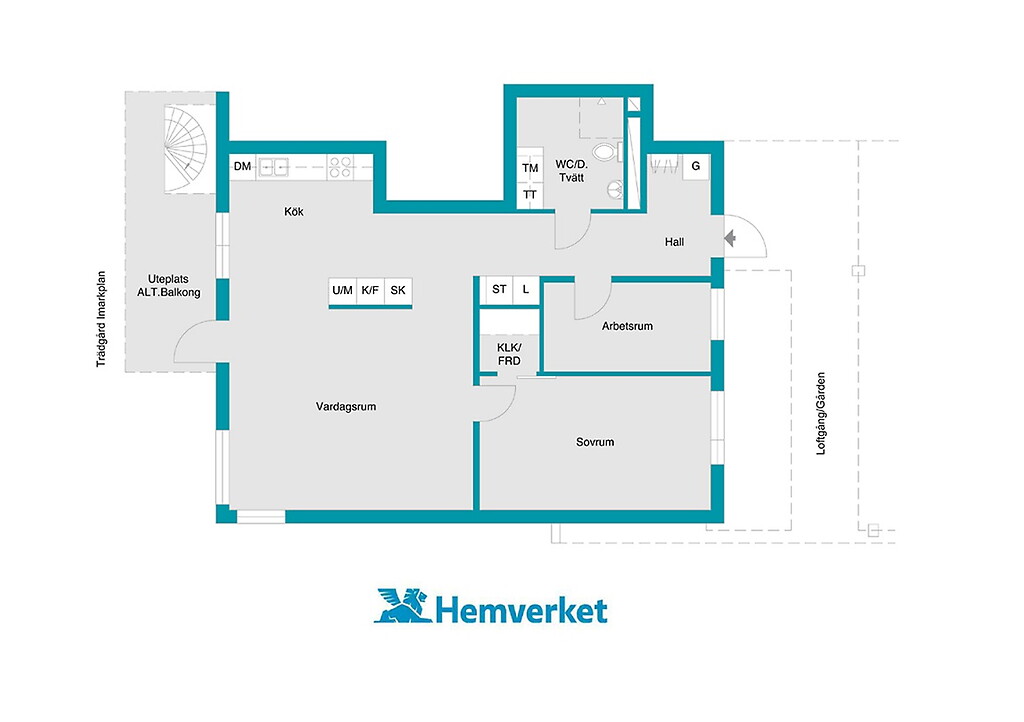 DM
Kök
TM
TT
WC/D.
Tvätt
G
Hall
Uteplats
ALT.Balkong
Trädgård Imarkplan
U/M
K/F
SK
ST
L
KLK/
FRD
Arbetsrum
Vardagsrum
Sovrum
Loftgång/Gården
Hemverket